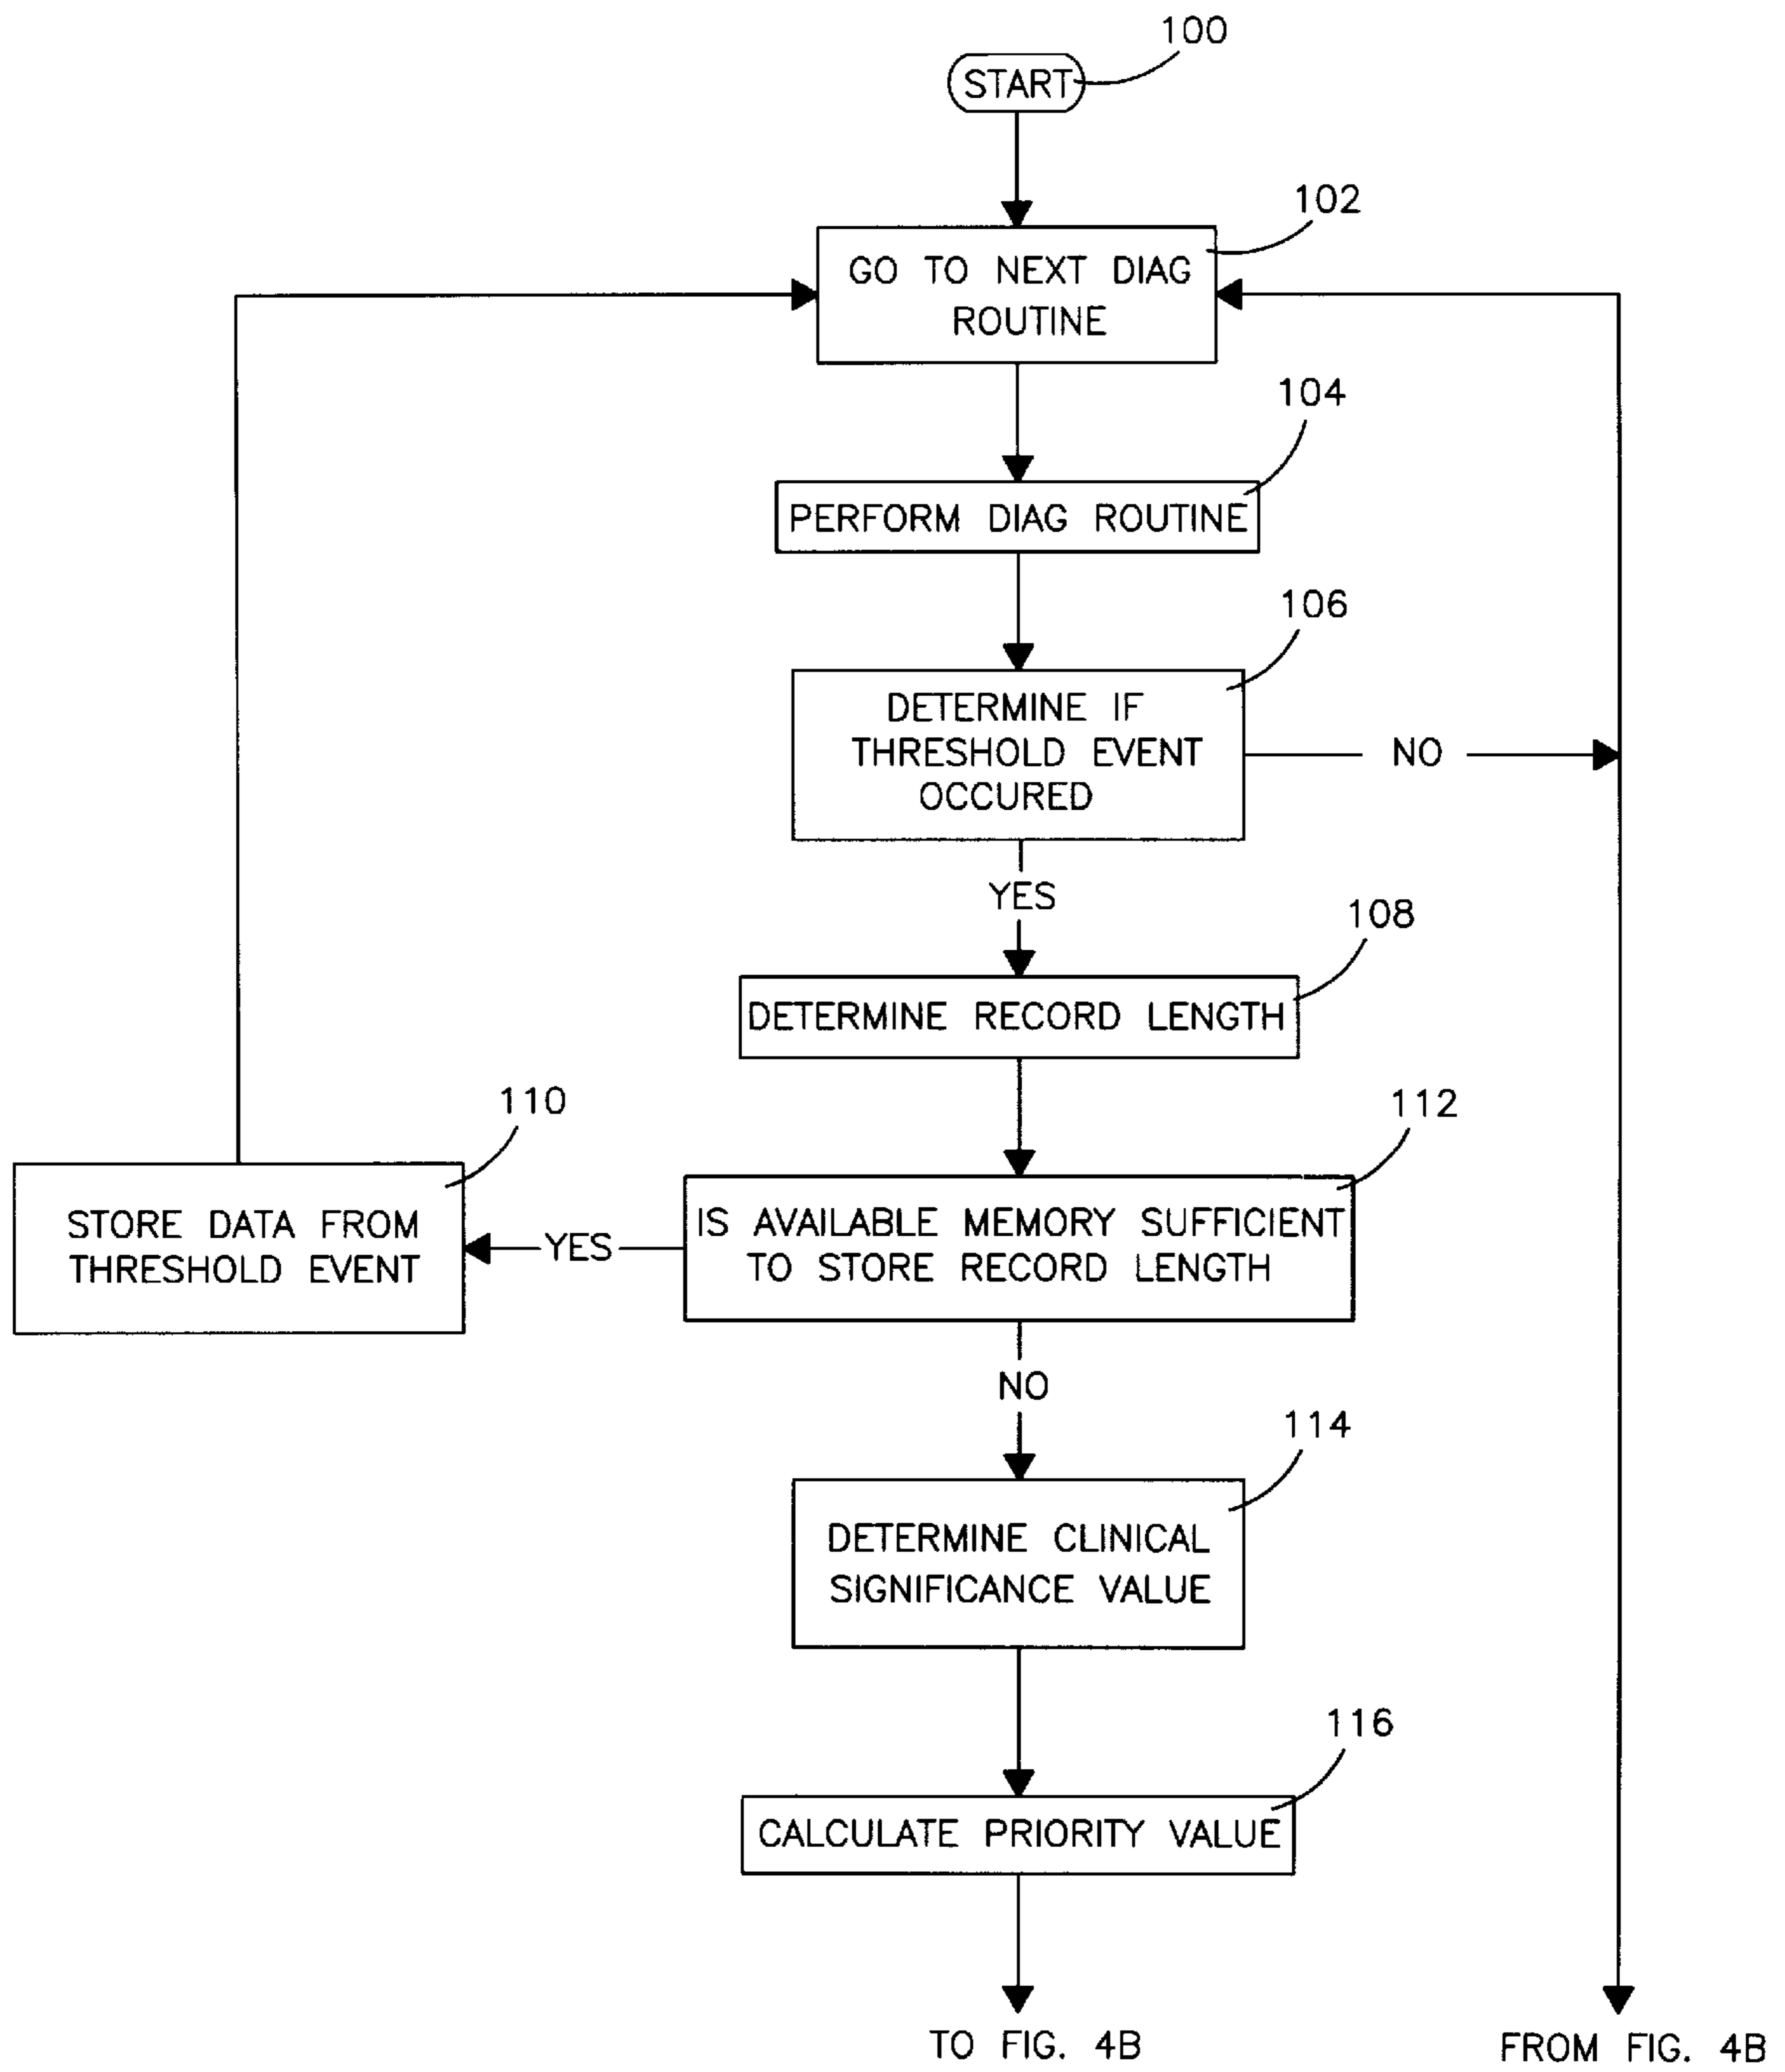 100
START
102
GO TO NEXT DIAG
ROUTINE
104
PERFORM DIAG ROUTINE
106
DETERMINE IF
THRESHOLD EVENT
OCCURED
NO
YES
108
DETERMINE RECORD LENGTH
110
112
STORE DATA FROM
THRESHOLD EVENT
YES
IS AVAILABLE MEMORY SUFFICIENT
TO STORE RECORD LENGTH
NO
114
DETERMINE CLINICAL
SIGNIFICANCE VALUE
116
CALCULATE PRIORITY VALUE
TO FIG. 4B
FROM FIG. 4B